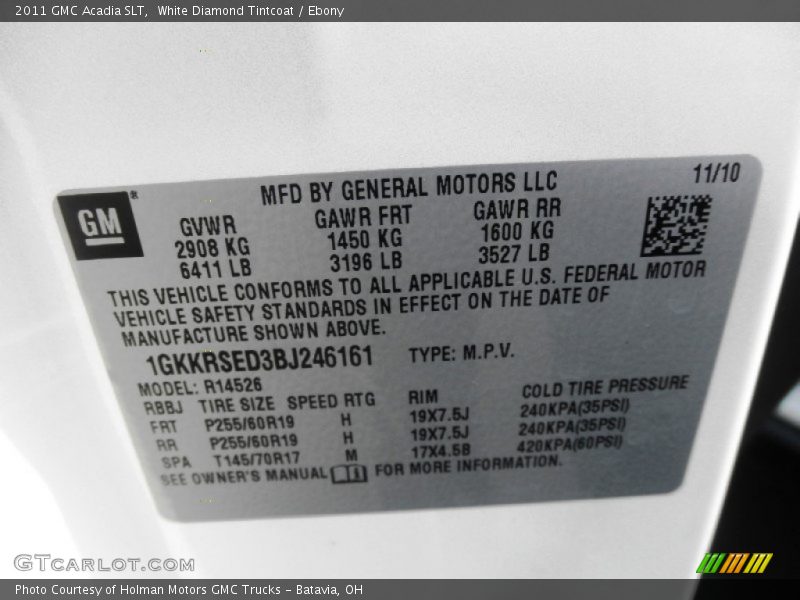 2011 GMC Acadia SLT,  White Diamond Tintcoat / Ebony
11/10
MFD BY GENERAL MOTORS LLC
GM®
GVWR GAWR FRT GAWR RR
2908 KG 1450 KG 1600 KG
6411 LB 3196 LB 3527 LB
THIS VEHICLE CONFORMS TO ALL APPLICABLE U.S. FEDERAL MOTOR
VEHICLE SAFETY STANDARDS IN EFFECT ON THE DATE OF
MANUFACTURE SHOWN ABOVE.
1GKKRSED3BJ246161 TYPE: M.P.V.
MODEL: R14526
RBBJ TIRE SIZE SPEED RTG RIM COLD TIRE PRESSURE
FRT P255/60R19 H 19X7.5J 240KPA(35PSI)
RR P255/60R19 H 19X7.5J 240KPA(35PSI)
SPA T145/70R17 M 17X4.5B 420KPA(60PSI)
SEE OWNER'S MANUAL FOR MORE INFORMATION.
GTCarLot.com
Photo Courtesy of Holman Motors GMC Trucks - Batavia, OH